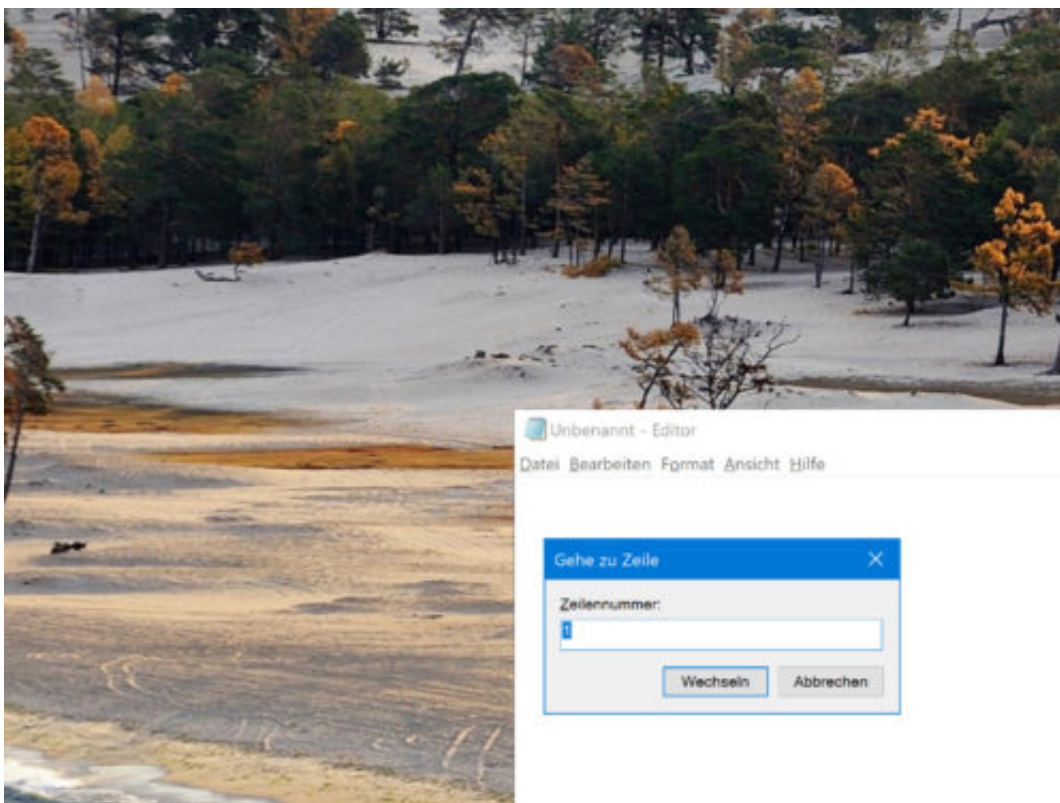 Unbenannt - Editor
Datei Bearbeiten Format Ansicht Hilfe
Gehe zu Zeile
Zeilennummer:
1
Wechseln Abbrechen